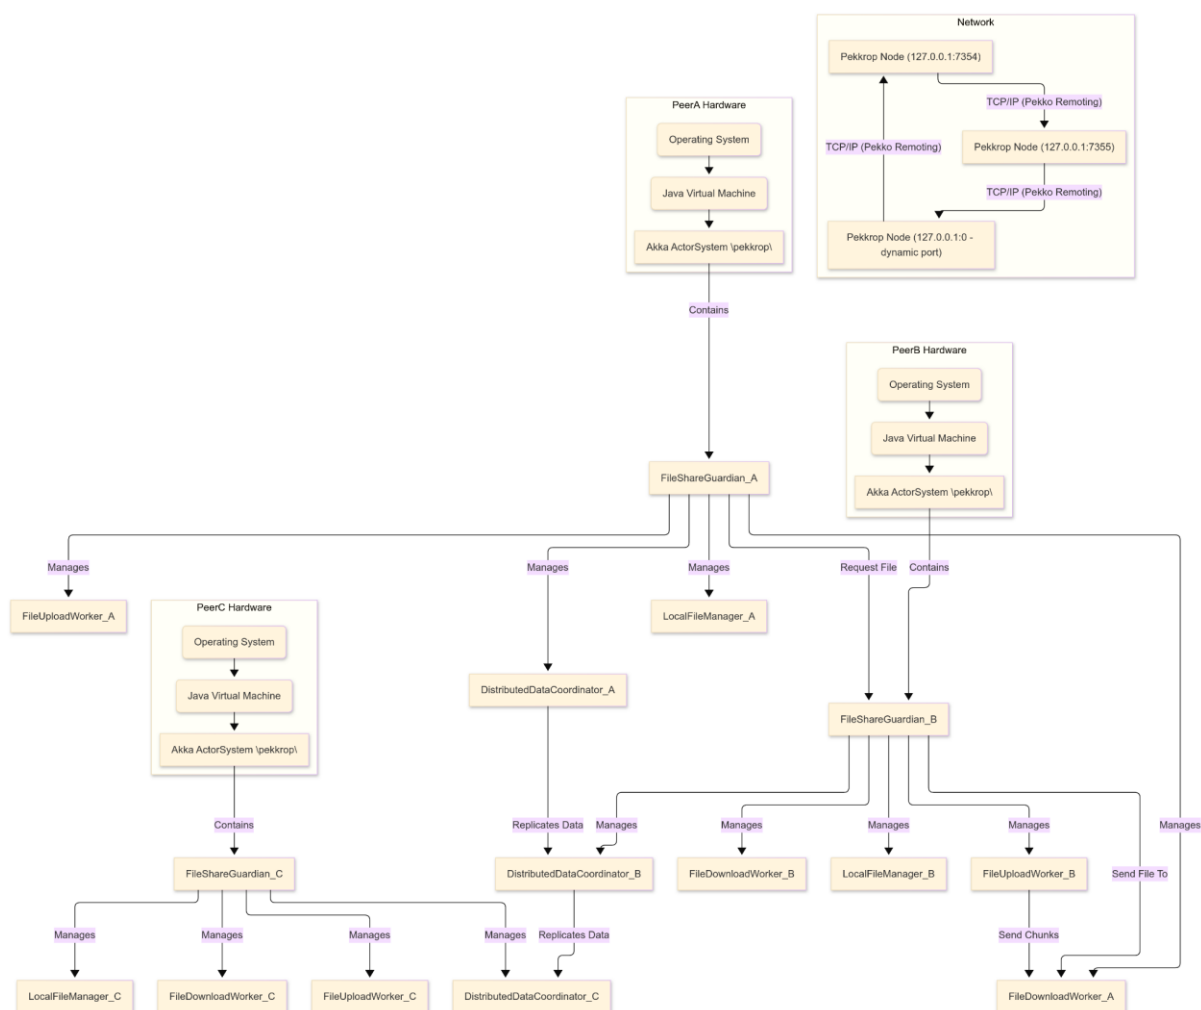 Network
Pekkrop Node (127.0.0.1:7354)
TCP/IP (Pekko Remoting)
TCP/IP (Pekko Remoting)
Pekkrop Node (127.0.0.1:7355)
TCP/IP (Pekko Remoting)
Pekkrop Node (127.0.0.1:0 -
dynamic port)
PeerA Hardware
Operating System
Java Virtual Machine
Akka ActorSystem \pekkrop\
Contains
PeerB Hardware
Operating System
Java Virtual Machine
Akka ActorSystem \pekkrop\
FileShareGuardian_A
Manages
Manages
Manages
Request File
Contains
FileUploadWorker_A
LocalFileManager_A
PeerC Hardware
Operating System
Java Virtual Machine
Akka ActorSystem \pekkrop\
DistributedDataCoordinator_A
FileShareGuardian_B
Contains
Replicates Data
Manages
Manages
Manages
Manages
Manages
FileShareGuardian_C
DistributedDataCoordinator_B
FileDownloadWorker_B
LocalFileManager_B
FileUploadWorker_B
Send File To
Manages
Manages
Manages
Manages
Replicates Data
Send Chunks
LocalFileManager_C
FileDownloadWorker_C
FileUploadWorker_C
DistributedDataCoordinator_C
FileDownloadWorker_A